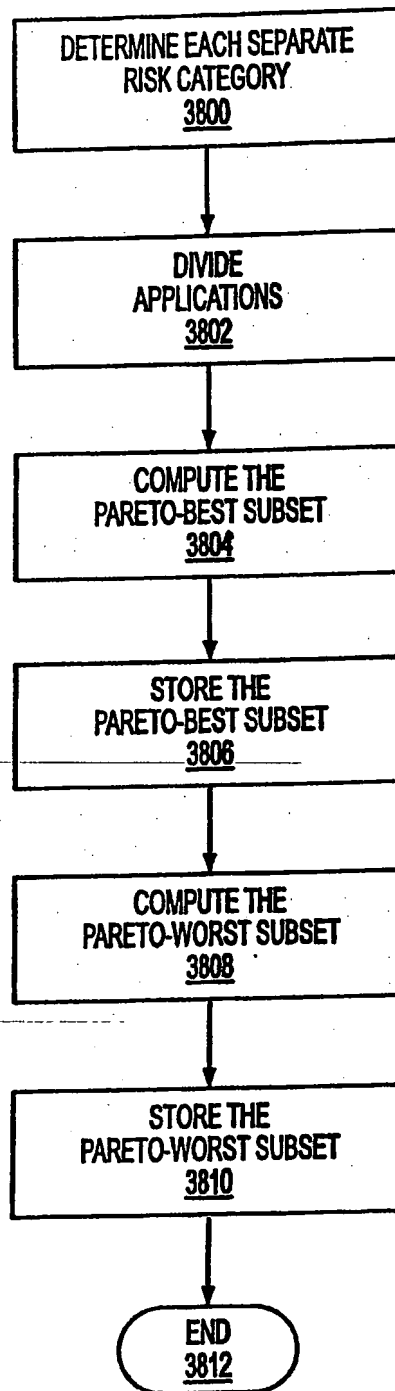 DETERMINE EACH SEPARATE
RISK CATEGORY
3800
DIVIDE
APPLICATIONS
3802
COMPUTE THE
PARETO-BEST SUBSET
3804
STORE THE
PARETO-BEST SUBSET
3806
COMPUTE THE
PARETO-WORST SUBSET
3808
STORE THE
PARETO-WORST SUBSET
3810
END
3812